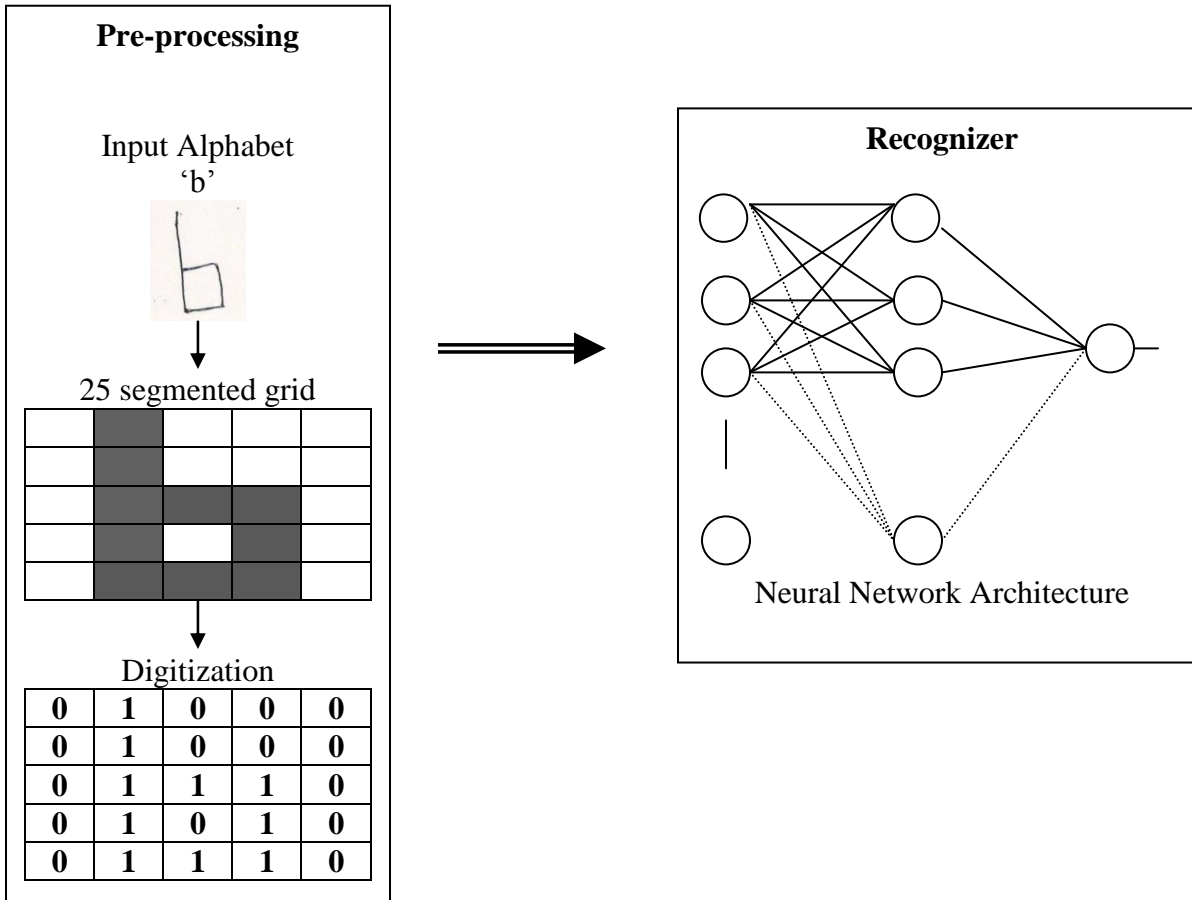 Pre-processing
Input Alphabet
‘b’
b
25 segmented grid
Digitization
0 1 0 0 0
0 1 0 0 0
0 1 1 1 0
0 1 0 1 0
0 1 1 1 0
Recognizer
Neural Network Architecture